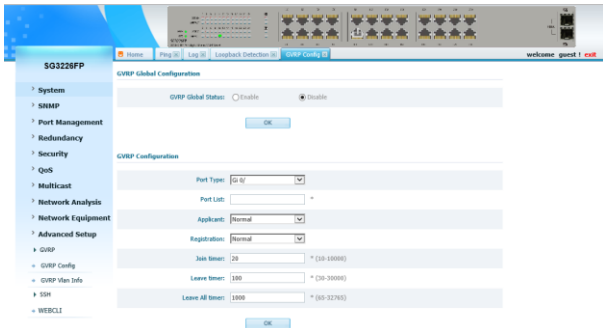 Home Ping Log Loopback Detection GVRP Config welcome guest ! exit
SG3226FP
System
SNMP
Port Management
Redundancy
Security
QoS
Multicast
Network Analysis
Network Equipment
Advanced Setup
GVRP
GVRP Config
GVRP Vlan Info
SSH
WEBCLI
GVRP Global Configuration
GVRP Global Status: Enable Disable
OK
GVRP Configuration
Port Type: Gi 0/
Port List: *
Applicant: Normal
Registration: Normal
Join timer: 20 * (10-10000)
Leave timer: 100 * (30-30000)
Leave All timer: 1000 * (65-32765)
OK